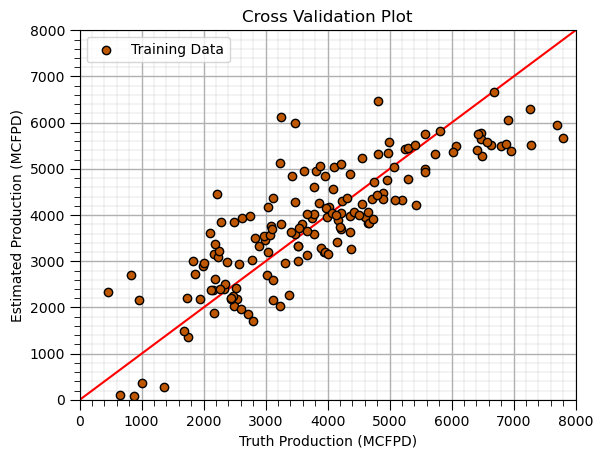 Cross Validation Plot
8000
Training Data
7000
6000
5000
4000
3000
2000
1000
0
Estimated Production (MCFPD)
0 1000 2000 3000 4000 5000 6000 7000 8000
Truth Production (MCFPD)